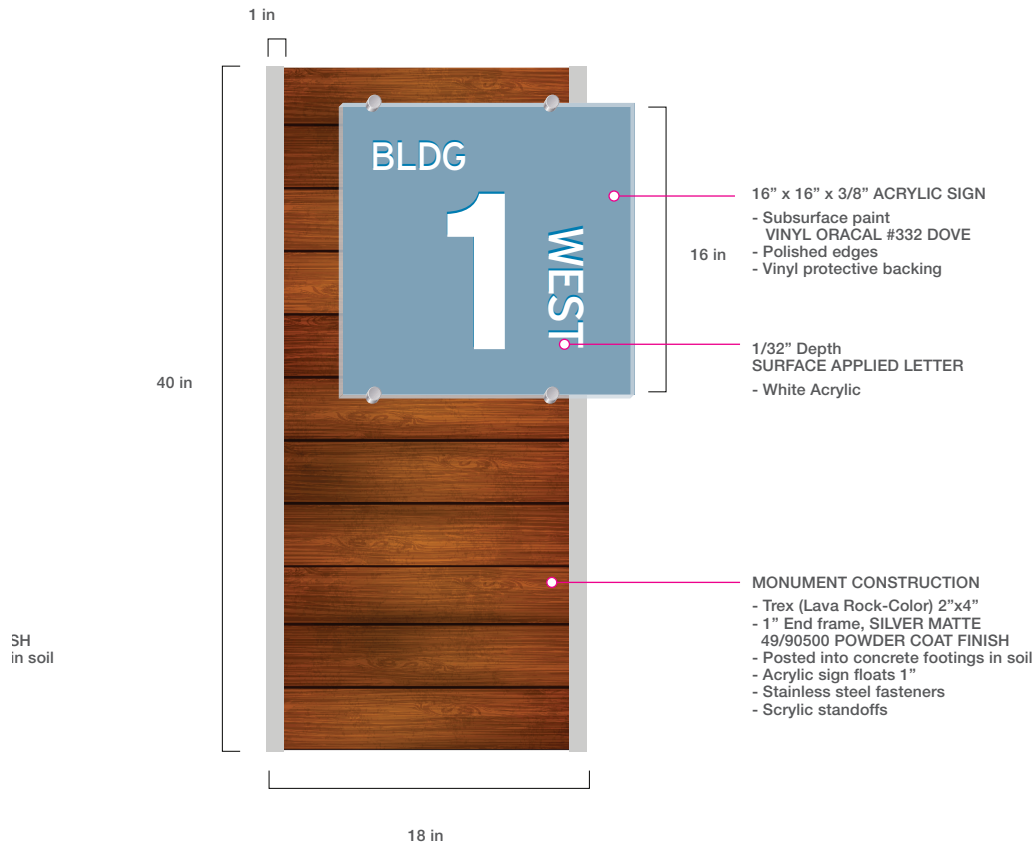 1 in
BLDG
1
WEST
16” x 16” x 3/8” ACRYLIC SIGN
- Subsurface paint
VINYL ORACAL #332 DOVE
- Polished edges
- Vinyl protective backing
16 in
1/32” Depth
SURFACE APPLIED LETTER
- White Acrylic
40 in
MONUMENT CONSTRUCTION
- Trex (Lava Rock-Color) 2”x4”
- 1” End frame, SILVER MATTE
49/90500 POWDER COAT FINISH
- Posted into concrete footings in soil
- Acrylic sign floats 1”
- Stainless steel fasteners
- Scrylic standoffs
SH
in soil
18 in